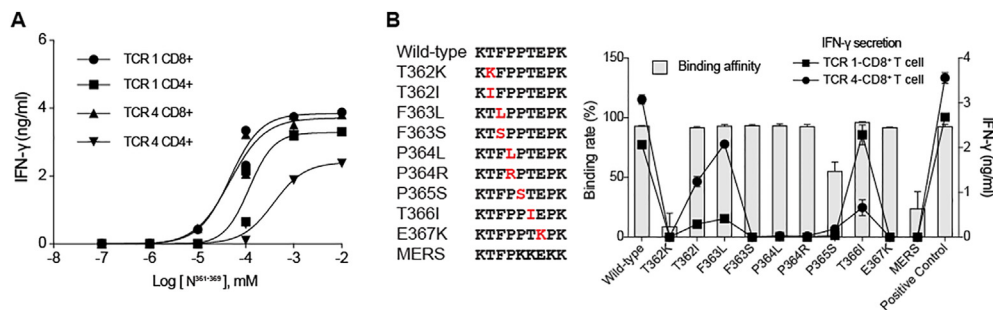 A
IFN-γ (ng/ml)
6
4
2
0
TCR 1 CD8+
TCR 1 CD4+
TCR 4 CD8+
TCR 4 CD4+
-8 -7 -6 -5 -4 -3 -2
Log [ N³⁶¹⁻³⁶⁹], mM
B
Wild-type KTFPPTEPK
T362K KKFPPTEPK
T362I KIFPPTEPK
F363L KTLPPTEPK
F363S KTSPPTEPK
P364L KTFLPTEPK
P364R KTFRPTEPK
P365S KTFPSTEPK
T366I KTFPPIEPK
E367K KTFPPTKPK
MERS KTFPKKEKK
IFN-γ secretion
Binding affinity
TCR 1-CD8⁺ T cell
TCR 4-CD8⁺ T cell
Binding rate (%)
150
100
50
0
IFN-γ (ng/ml)
4
3
2
1
0
Wild-type
T362K
T362I
F363L
F363S
P364L
P364R
P365S
T366I
E367K
MERS
Positive Control